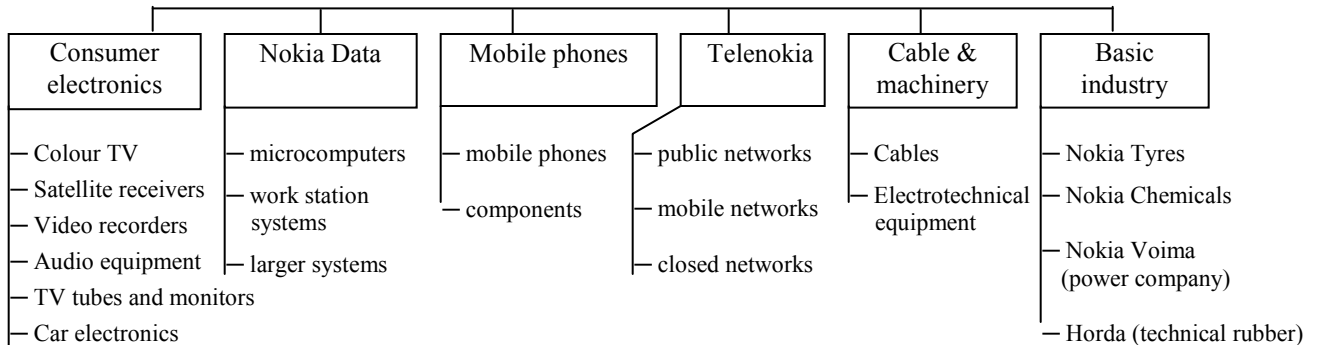 Consumer
electronics
Colour TV
Satellite receivers
Video recorders
Audio equipment
TV tubes and monitors
Car electronics
Nokia Data
microcomputers
work station
systems
larger systems
Mobile phones
mobile phones
components
Telenokia
public networks
mobile networks
closed networks
Cable &
machinery
Cables
Electrotechnical
equipment
Basic
industry
Nokia Tyres
Nokia Chemicals
Nokia Voima
(power company)
Horda (technical rubber)